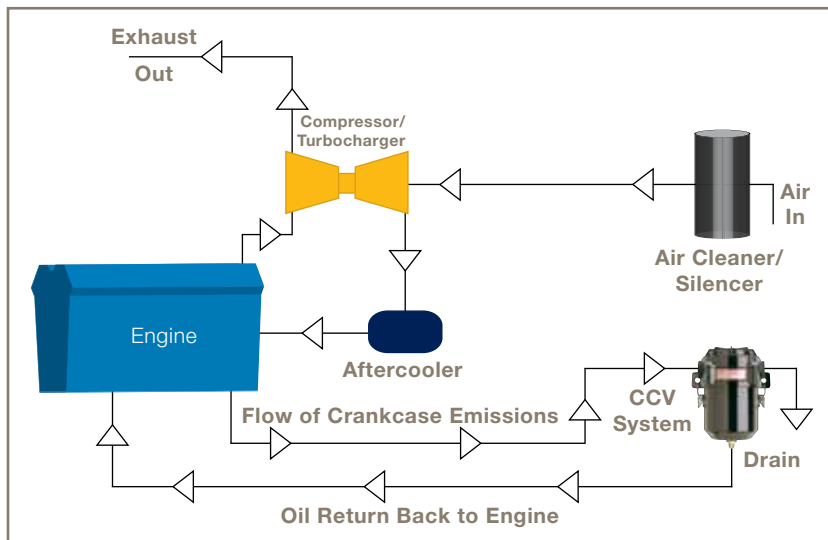 Exhaust
Out
Compressor/
Turbocharger
Air
In
Air Cleaner/
Silencer
Engine
Aftercooler
Flow of Crankcase Emissions
CCV
System
Drain
Oil Return Back to Engine